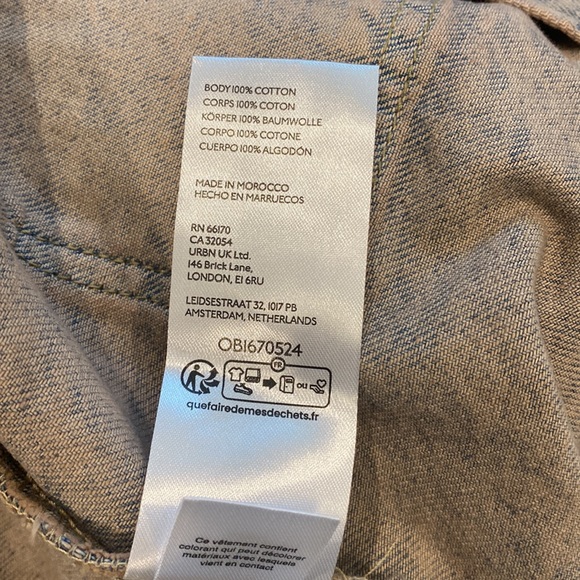 BODY 100% COTTON
CORPS 100% COTON
KÖRPER 100% BAUMWOLLE
CORPO 100% COTONE
CUERPO 100% ALGODÓN
MADE IN MOROCCO
HECHO EN MARRUECOS
RN 66170
CA 32054
URBN UK Ltd.
146 Brick Lane,
LONDON, E1 6RU
LEIDSESTRAAT 32, 1017 PB
AMSTERDAM, NETHERLANDS
OB1670524
FR
OU
quefairedemesdechets.fr
Ce vêtement contient
colorant qui peut décolorer
matériaux avec lesquels
vient en contact